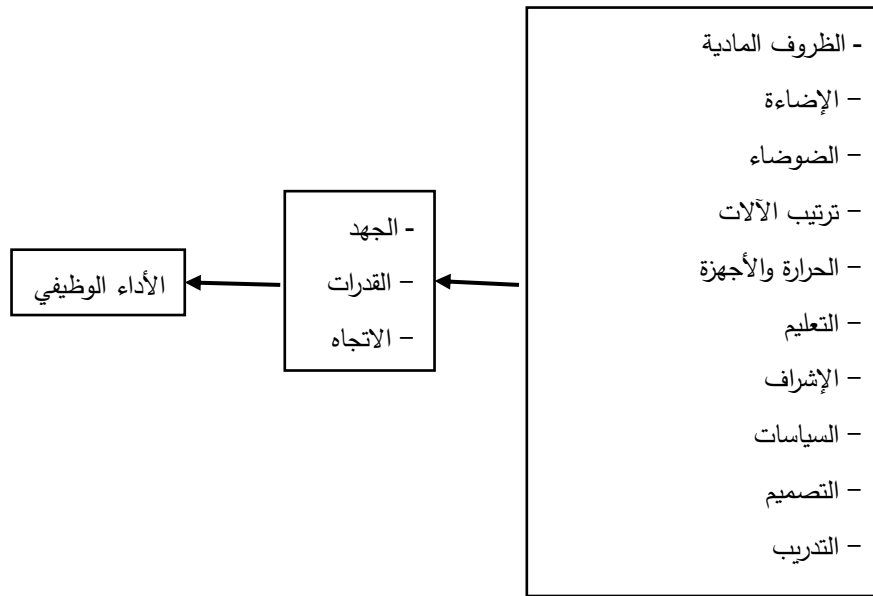 - الظروف المادية
– الإضاءة
– الضوضاء
– ترتيب الآلات
– الحرارة والأجهزة
– التعليم
– الإشراف
– السياسات
– التصميم
– التدريب
- الجهد
– القدرات
– الاتجاه
الأداء الوظيفي